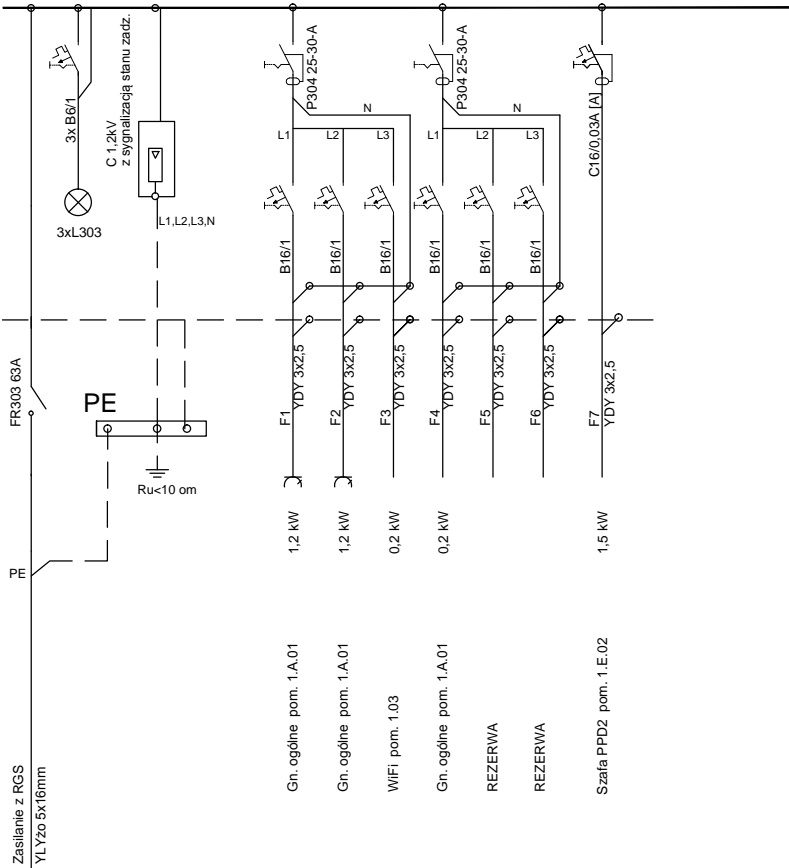 3x B6/1
3xL303
C 1,2kV
z sygnalizacją stanu zadz.
L1,L2,L3,N
P304 25-30-A
N
L1
L2
L3
B16/1
B16/1
B16/1
P304 25-30-A
N
L1
L2
L3
B16/1
B16/1
B16/1
C16/0,03A [A]
FR303 63A
PE
Ru<10 om
PE
F1
YDY 3x2,5
F2
YDY 3x2,5
F3
YDY 3x2,5
F4
YDY 3x2,5
F5
YDY 3x2,5
F6
YDY 3x2,5
F7
YDY 3x2,5
1,2 kW
1,2 kW
0,2 kW
0,2 kW
1,5 kW
Gn. ogólne pom. 1.A.01
Gn. ogólne pom. 1.A.01
WiFi pom. 1.03
Gn. ogólne pom. 1.A.01
REZERWA
REZERWA
Szafa PPD2 pom. 1.E.02
Zasilanie z RGS
YLYżo 5x16mm